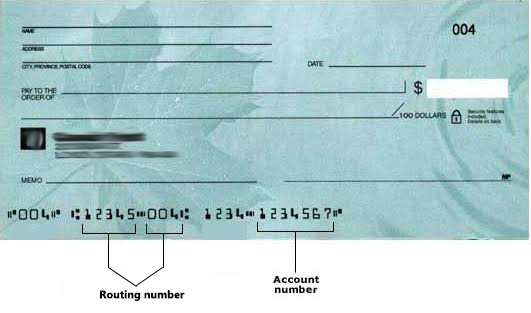 004
NAME
ADDRESS
CITY, PROVINCE, POSTAL CODE
DATE
PAY TO THE
ORDER OF
$
/100 DOLLARS
Security features
included.
Details on back
MEMO
MP
⑈004⑈ ⑆12345⑉004⑆ 1234⑉1234567⑈
Routing number
Account
number